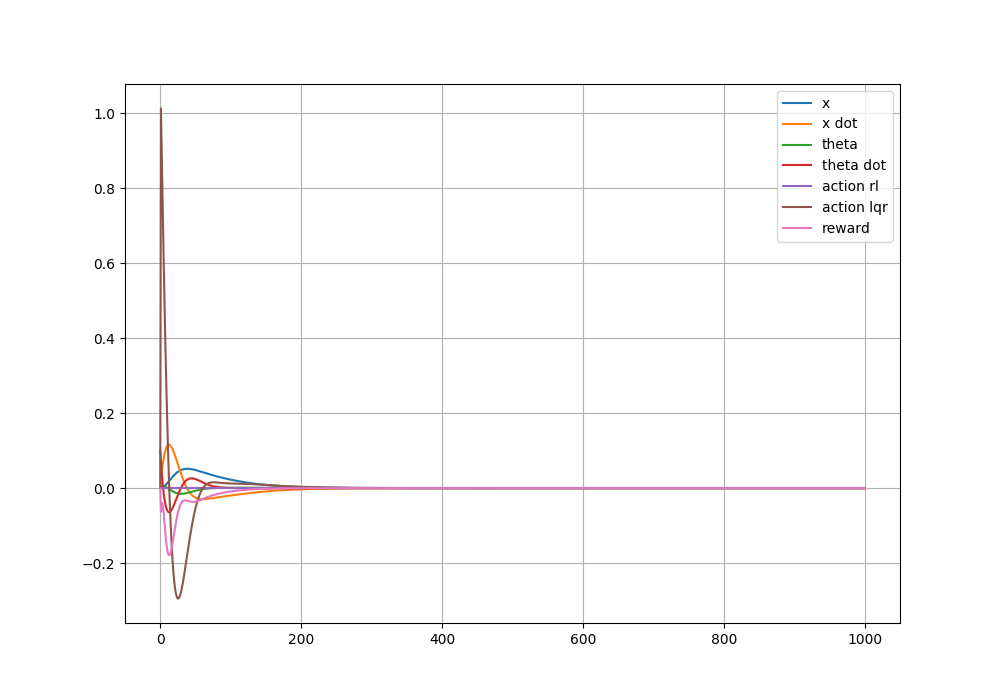 1.0
0.8
0.6
0.4
0.2
0.0
−0.2
0 200 400 600 800 1000
x
x dot
theta
theta dot
action rl
action lqr
reward